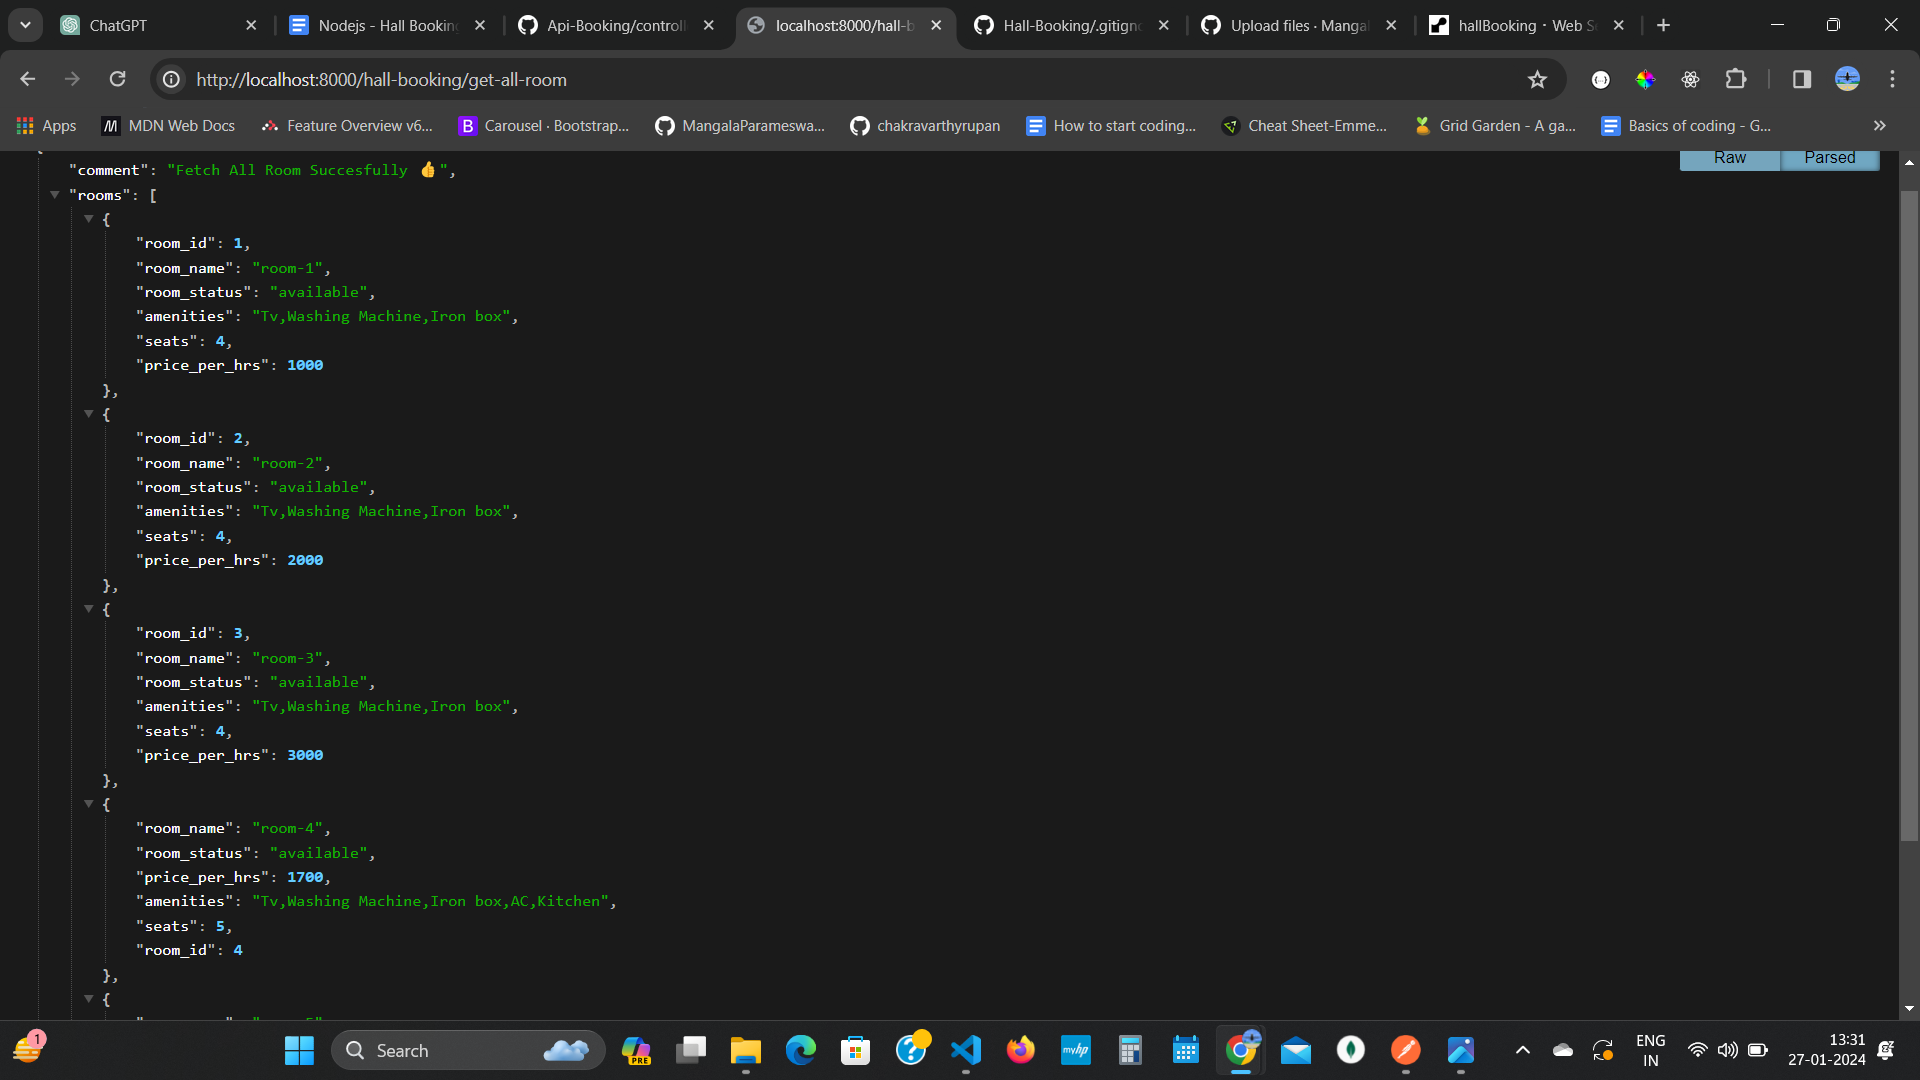 ChatGPT
Nodejs - Hall Booking
Api-Booking/control
localhost:8000/hall-b
Hall-Booking/.gitign
Upload files · Manga
hallBooking · Web Se
http://localhost:8000/hall-booking/get-all-room
Apps
MDN Web Docs
Feature Overview v6...
Carousel · Bootstrap...
MangalaParameswa...
chakravarthyrupan
How to start coding...
Cheat Sheet-Emme...
Grid Garden - A ga...
Basics of coding - G...
Raw
Parsed
"comment": "Fetch All Room Succesfully 👍",
"rooms": [
{
"room_id": 1,
"room_name": "room-1",
"room_status": "available",
"amenities": "Tv,Washing Machine,Iron box",
"seats": 4,
"price_per_hrs": 1000
},
{
"room_id": 2,
"room_name": "room-2",
"room_status": "available",
"amenities": "Tv,Washing Machine,Iron box",
"seats": 4,
"price_per_hrs": 2000
},
{
"room_id": 3,
"room_name": "room-3",
"room_status": "available",
"amenities": "Tv,Washing Machine,Iron box",
"seats": 4,
"price_per_hrs": 3000
},
{
"room_name": "room-4",
"room_status": "available",
"price_per_hrs": 1700,
"amenities": "Tv,Washing Machine,Iron box,AC,Kitchen",
"seats": 5,
"room_id": 4
},
{
1
Search
PRE
myhp
ENG
IN
13:31
27-01-2024